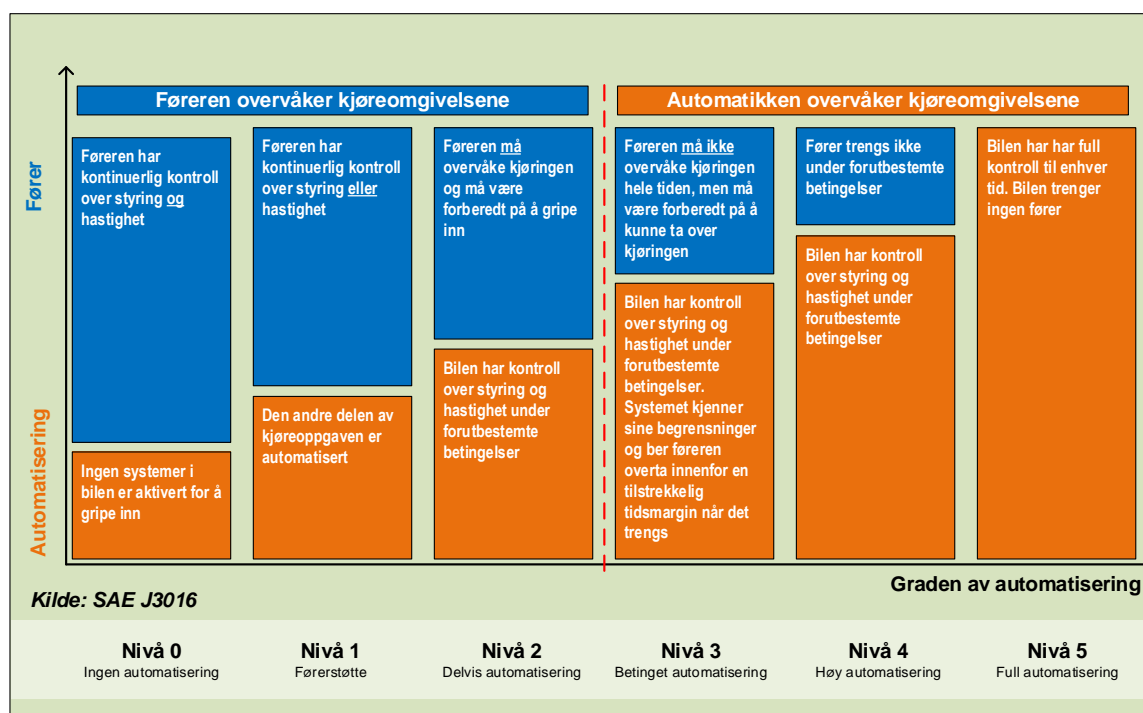 Føreren overvåker kjøreomgivelsene
Automatikken overvåker kjøreomgivelsene
Fører
Automatisering
Føreren har
kontinuerlig kontroll
over styring og
hastighet
Ingen systemer i
bilen er aktivert for å
gripe inn
Føreren har
kontinuerlig kontroll
over styring eller
hastighet
Den andre delen av
kjøreoppgaven er
automatisert
Føreren må
overvåke kjøringen
og må være
forberedt på å gripe
inn
Bilen har kontroll
over styring og
hastighet under
forutbestemte
betingelser
Føreren må ikke
overvåke kjøringen
hele tiden, men må
være forberedt på å
kunne ta over
kjøringen
Bilen har kontroll
over styring og
hastighet under
forutbestemte
betingelser.
Systemet kjenner
sine begrensninger
og ber føreren
overta innenfor en
tilstrekkelig
tidsmargin når det
trengs
Fører trengs ikke
under forutbestemte
betingelser
Bilen har kontroll
over styring og
hastighet under
forutbestemte
betingelser
Bilen har har full
kontroll til enhver
tid. Bilen trenger
ingen fører
Graden av automatisering
Kilde: SAE J3016
Nivå 0
Ingen automatisering
Nivå 1
Førerstøtte
Nivå 2
Delvis automatisering
Nivå 3
Betinget automatisering
Nivå 4
Høy automatisering
Nivå 5
Full automatisering